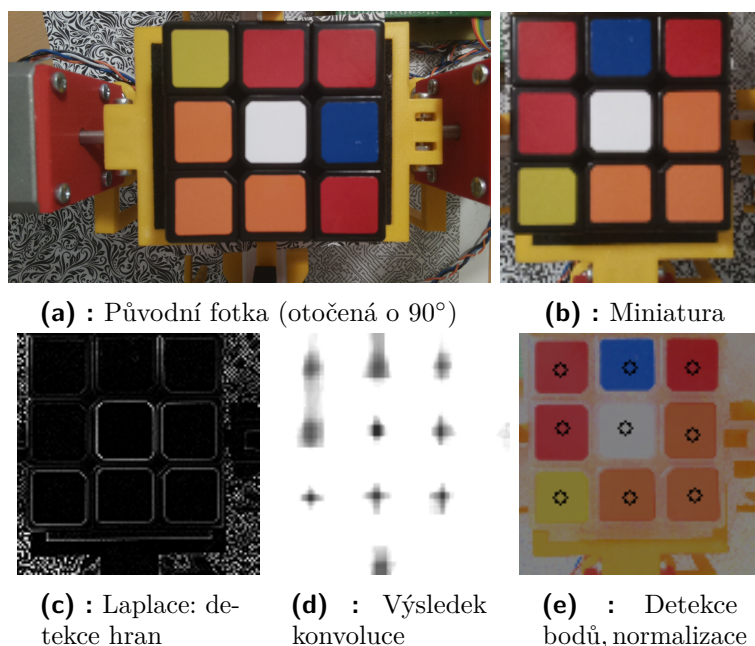 (a) : Původní fotka (otočená o 90°)
(b) : Miniatura
(c) : Laplace: de-
tekce hran
(d) : Výsledek
konvoluce
(e) : Detekce
bodů, normalizace